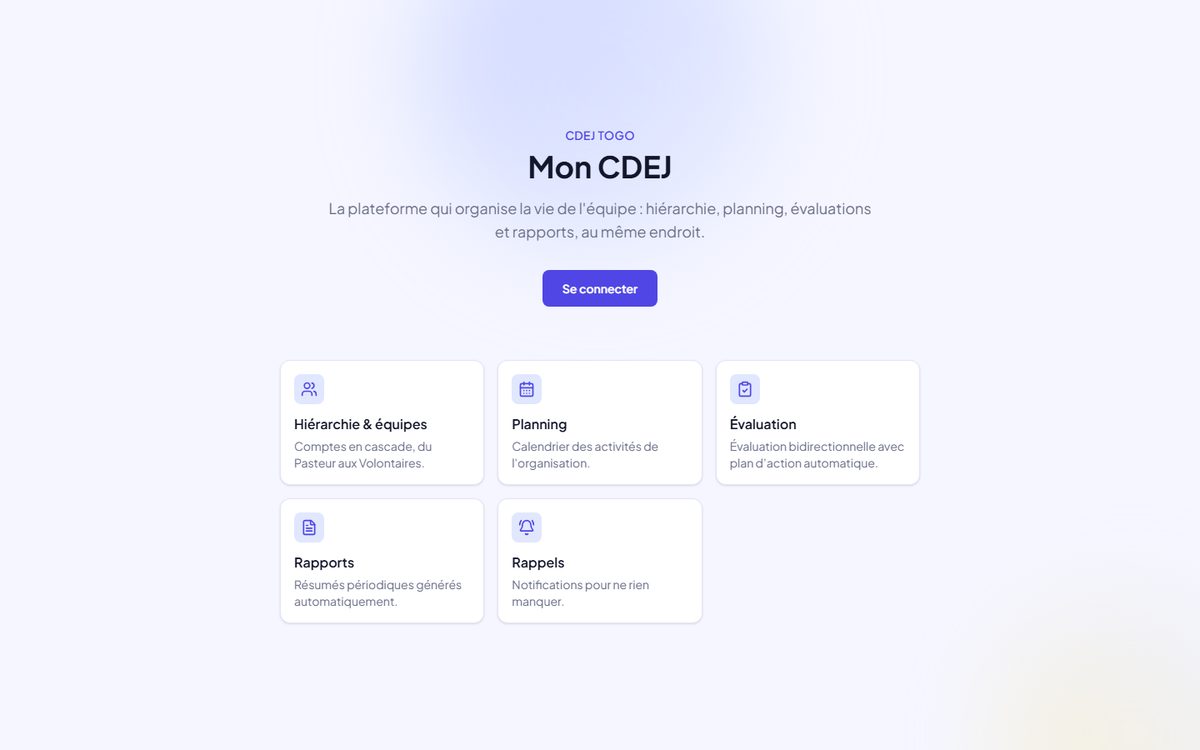 CDEJ TOGO
Mon CDEJ
La plateforme qui organise la vie de l'équipe : hiérarchie, planning, évaluations
et rapports, au même endroit.
Se connecter
Hiérarchie & équipes
Comptes en cascade, du
Pasteur aux Volontaires.
Planning
Calendrier des activités de
l'organisation.
Évaluation
Évaluation bidirectionnelle avec
plan d'action automatique.
Rapports
Résumés périodiques générés
automatiquement.
Rappels
Notifications pour ne rien
manquer.